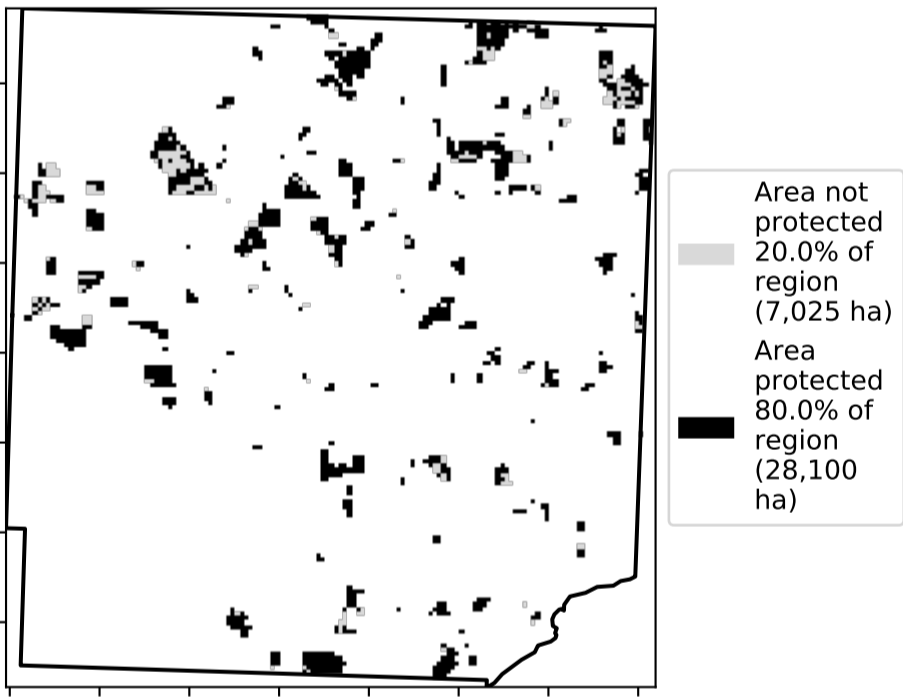 Area not
protected
20.0% of
region
(7,025 ha)
Area
protected
80.0% of
region
(28,100
ha)